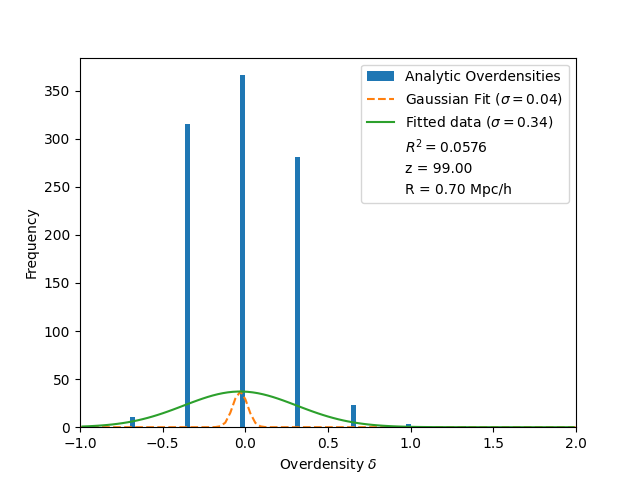 Analytic Overdensities
Gaussian Fit (σ = 0.04)
Fitted data (σ = 0.34)
R² = 0.0576
z = 99.00
R = 0.70 Mpc/h
Frequency
350
300
250
200
150
100
50
0
−1.0 −0.5 0.0 0.5 1.0 1.5 2.0
Overdensity δ